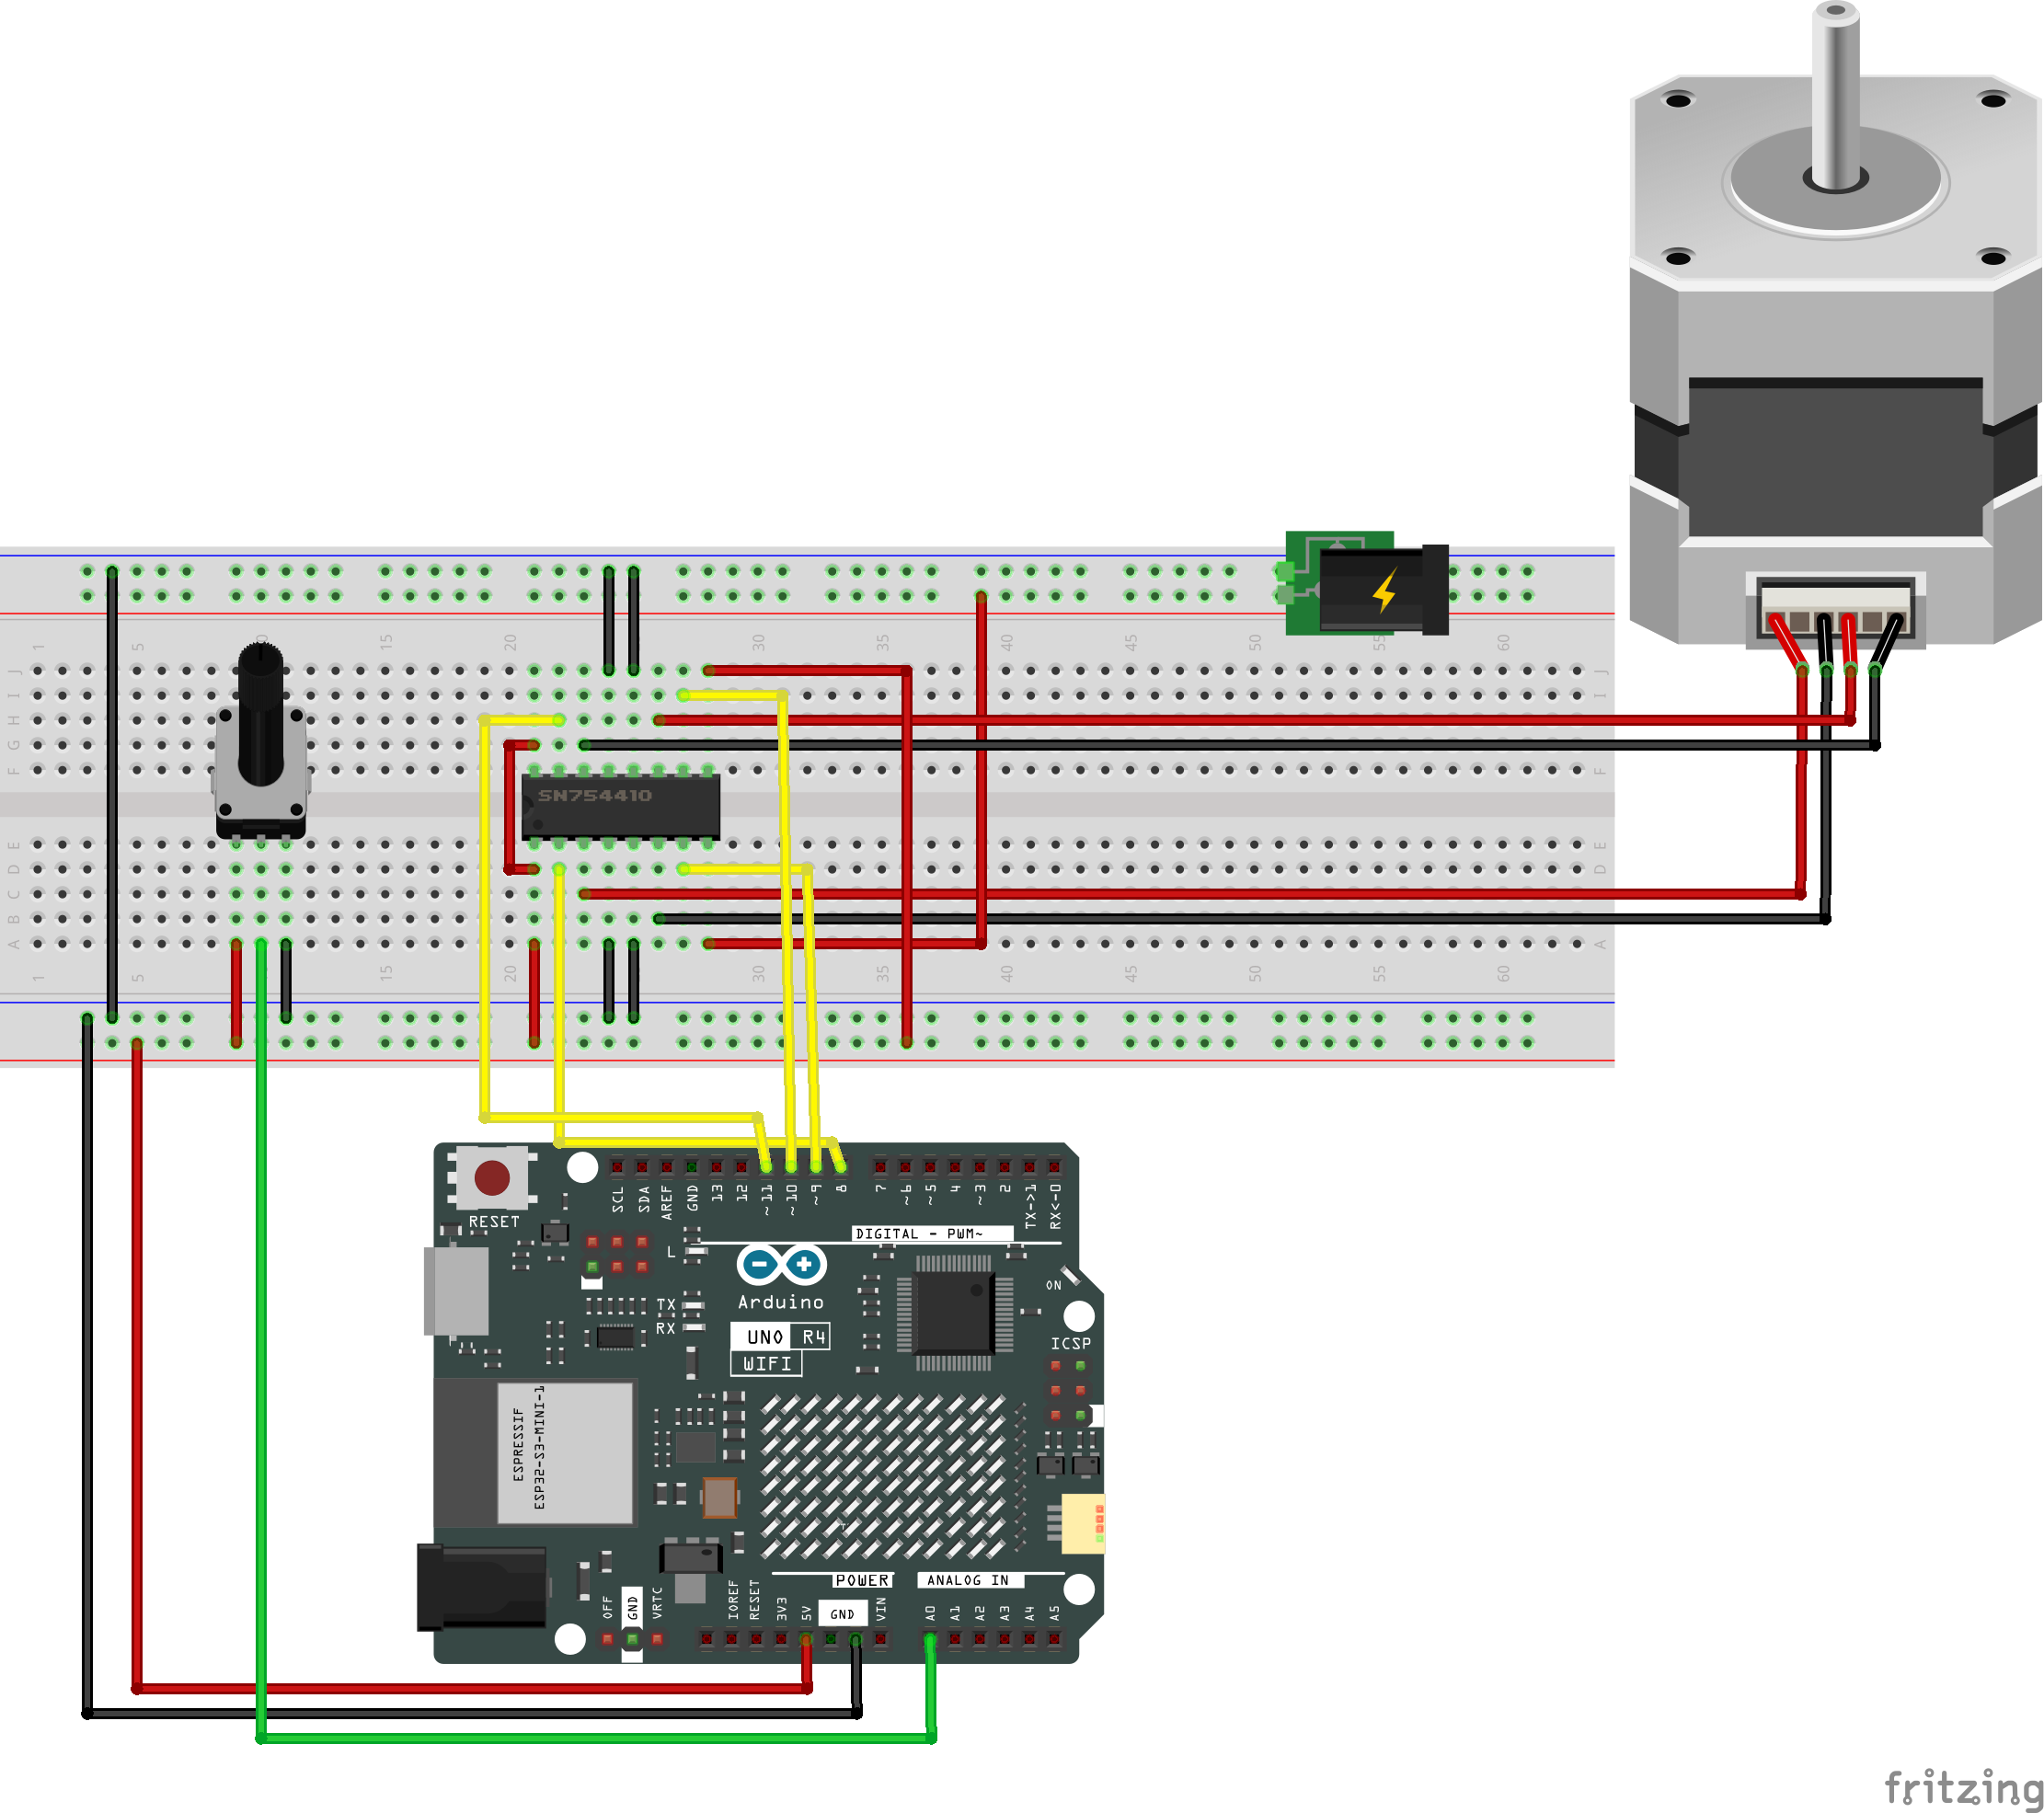 1 5 10 15 20 25 30 35 40 45 50 55 60
J J
I I
H H
G G
F F
SN754410
E E
D D
C C
B B
A A
1 5 15 20 30 35 40 45 50 55 60
RESET
SCL SDA AREF GND 13 12 ~11 ~10 ~9 8 7 ~6 ~5 4 ~3 2 TX->1 RX<-0
DIGITAL - PWM~
L
ON
TX
RX
Arduino
UNO R4
WIFI
ICSP
ESPRESSIF
ESP32-S3-MINI-1
POWER ANALOG IN
OFF GND VRTC IOREF RESET 3V3 5V GND VIN A0 A1 A2 A3 A4 A5
fritzing